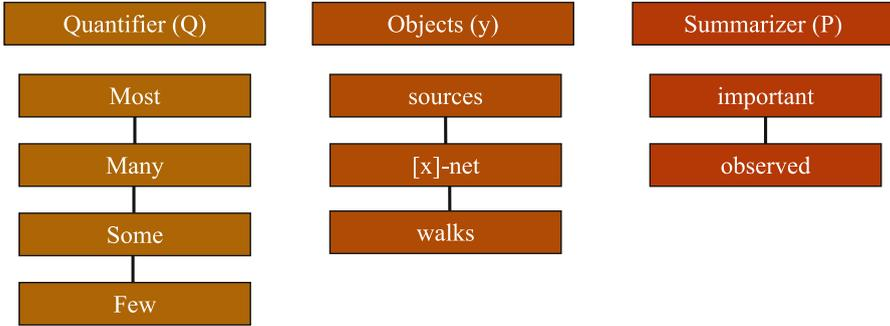 Quantifier (Q)
Most
Many
Some
Few
Objects (y)
sources
[x]-net
walks
Summarizer (P)
important
observed